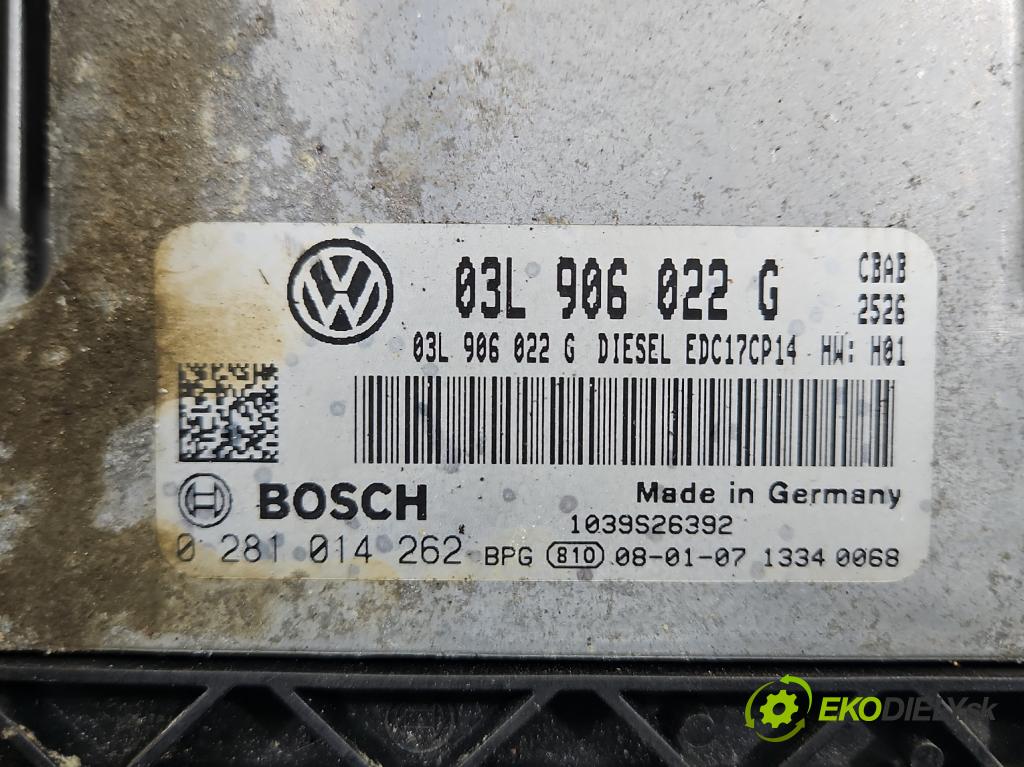 03L 906 022 G CBAB
2526
03L 906 022 G DIESEL EDC17CP14 HW: H01
BOSCH Made in Germany
1039S26392
0 281 014 262 BPG 810 08-01-07 1334 0068
EKODIELY.sk